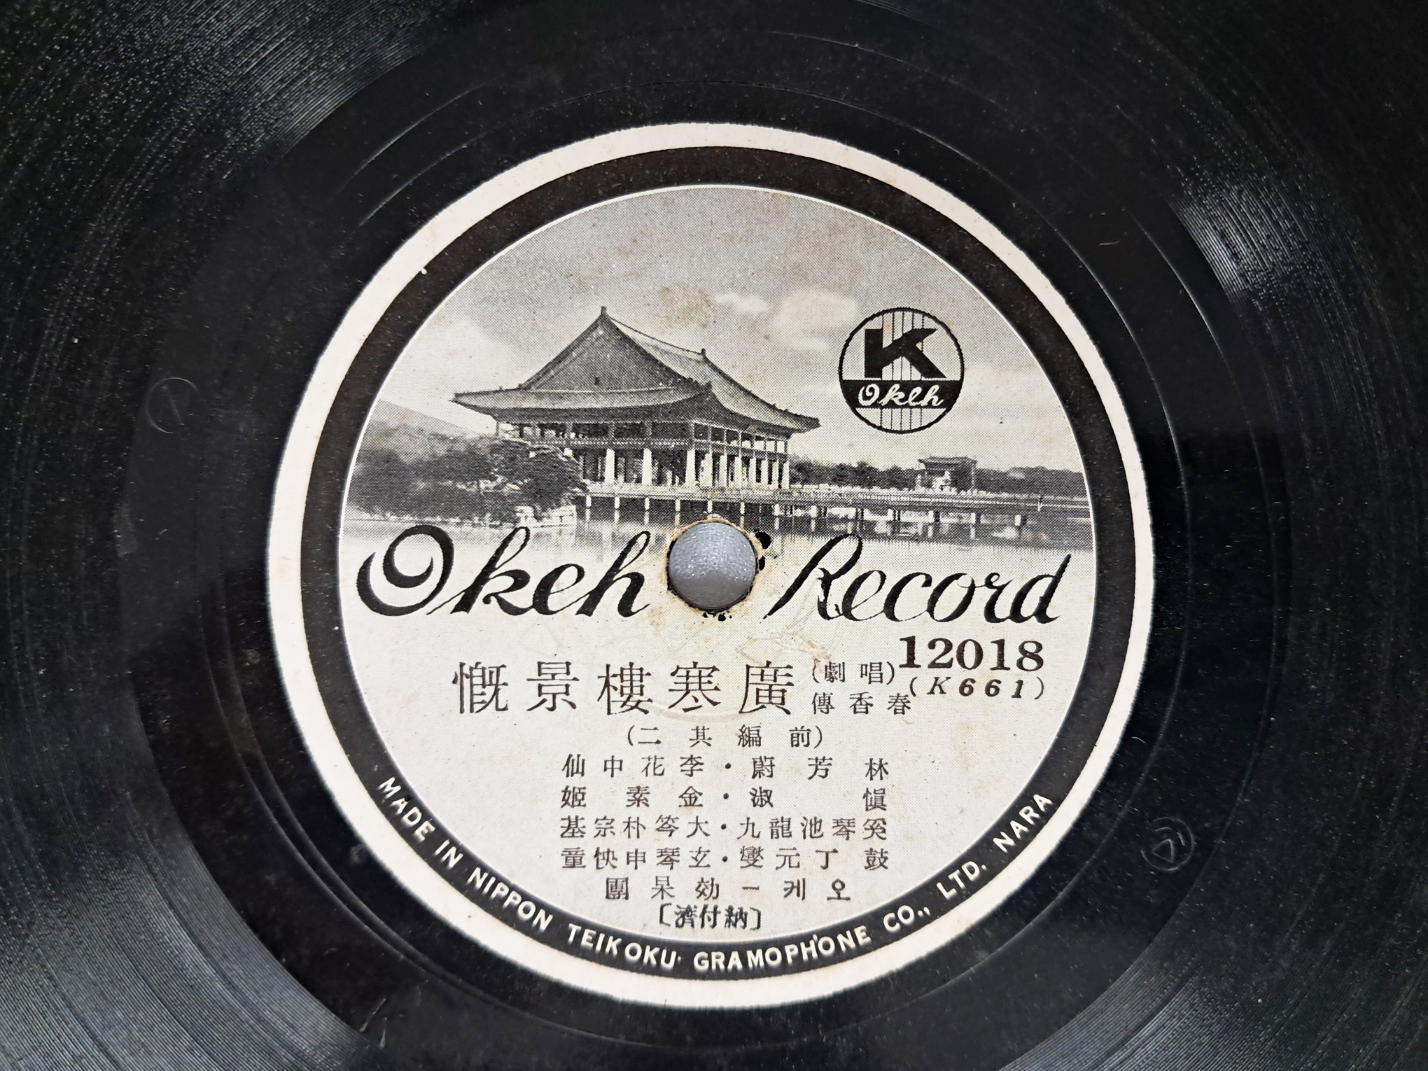 K
Okeh
Okeh Record
12018
(K661)
(唱劇)
春香傳
廣寒樓景慨
(前編其二)
林芳蔚・李花中仙
愼淑・金素姬
奚琴池龍九・大笒朴宗基
鼓丁元燮・玄琴申快童
오케ー効果團
[納付濟]
MADE IN NIPPON TEIKOKU GRAMOPHONE CO., LTD. NARA